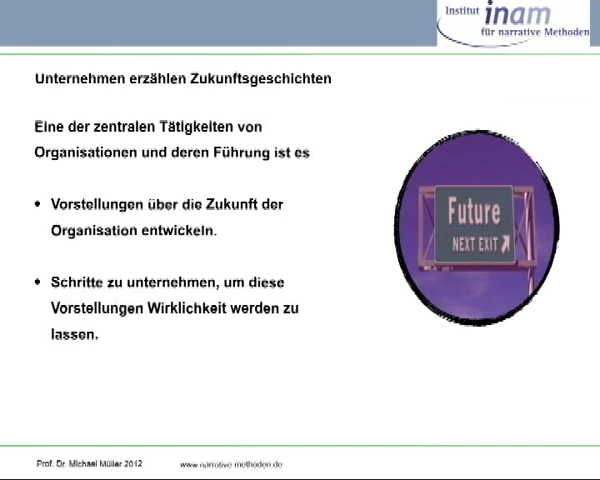 Institut inam
für narrative Methoden
Unternehmen erzählen Zukunftsgeschichten
Eine der zentralen Tätigkeiten von
Organisationen und deren Führung ist es
• Vorstellungen über die Zukunft der
Organisation entwickeln.
• Schritte zu unternehmen, um diese
Vorstellungen Wirklichkeit werden zu
lassen.
Future
NEXT EXIT
Prof. Dr. Michael Müller 2012 www.narrative-methoden.de